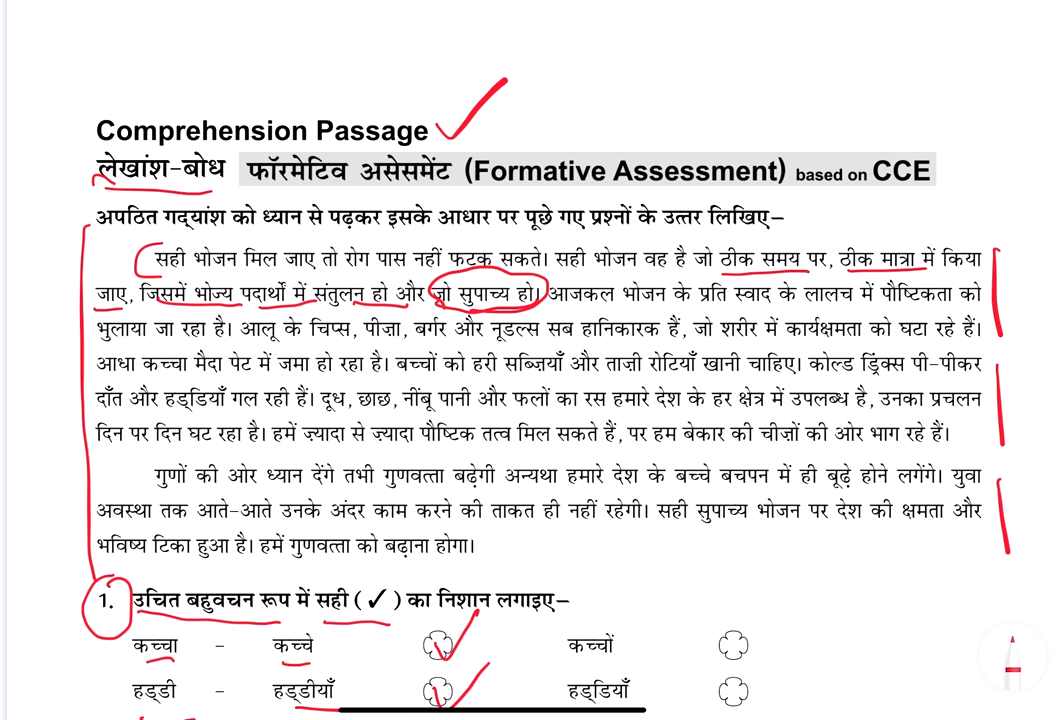 Comprehension Passage
लेखांश-बोध फॉरमेटिव असेसमेंट (Formative Assessment) based on CCE
अपठित गद्‌यांश को ध्यान से पढ़कर इसके आधार पर पूछे गए प्रश्नों के उत्तर लिखिए–
सही भोजन मिल जाए तो रोग पास नहीं फटक सकते। सही भोजन वह है जो ठीक समय पर, ठीक मात्रा में किया
जाए, जिसमें भोज्य पदार्थों में संतुलन हो और जो सुपाच्य हो। आजकल भोजन के प्रति स्वाद के लालच में पौष्टिकता को
भुलाया जा रहा है। आलू के चिप्स, पीज़ा, बर्गर और नूडल्स सब हानिकारक हैं, जो शरीर में कार्यक्षमता को घटा रहे हैं।
आधा कच्चा मैदा पेट में जमा हो रहा है। बच्चों को हरी सब्ज़ियाँ और ताज़ी रोटियाँ खानी चाहिए। कोल्ड ड्रिंक्स पी-पीकर
दाँत और हड्‌डियाँ गल रही हैं। दूध, छाछ, नींबू पानी और फलों का रस हमारे देश के हर क्षेत्र में उपलब्ध है, उनका प्रचलन
दिन पर दिन घट रहा है। हमें ज्यादा से ज्यादा पौष्टिक तत्व मिल सकते हैं, पर हम बेकार की चीज़ों की ओर भाग रहे हैं।
गुणों की ओर ध्यान देंगे तभी गुणवत्ता बढ़ेगी अन्यथा हमारे देश के बच्चे बचपन में ही बूढ़े होने लगेंगे। युवा
अवस्था तक आते-आते उनके अंदर काम करने की ताकत ही नहीं रहेगी। सही सुपाच्य भोजन पर देश की क्षमता और
भविष्य टिका हुआ है। हमें गुणवत्ता को बढ़ाना होगा।
1. उचित बहुवचन रूप में सही (✓) का निशान लगाइए–
कच्चा - कच्चे कच्चों
हड्‌डी - हड्‌डीयाँ हड्‌डियाँ